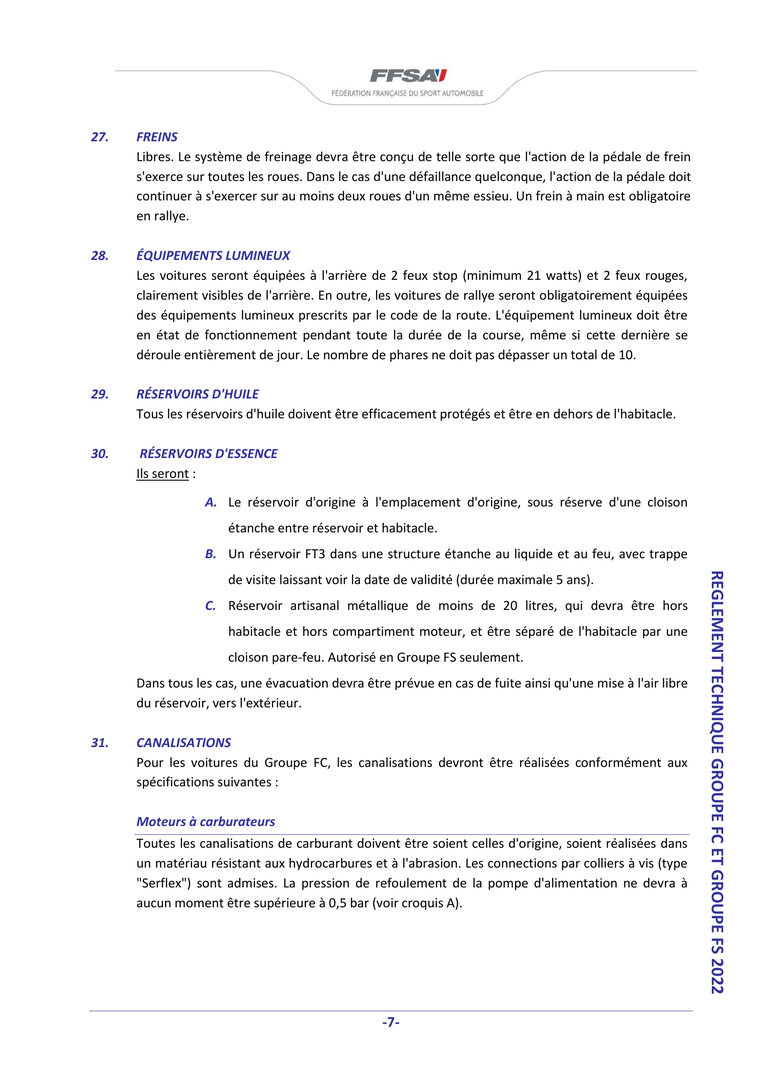 FFSA
FÉDÉRATION FRANÇAISE DU SPORT AUTOMOBILE
27. FREINS
Libres. Le système de freinage devra être conçu de telle sorte que l'action de la pédale de frein
s'exerce sur toutes les roues. Dans le cas d'une défaillance quelconque, l'action de la pédale doit
continuer à s'exercer sur au moins deux roues d'un même essieu. Un frein à main est obligatoire
en rallye.
28. ÉQUIPEMENTS LUMINEUX
Les voitures seront équipées à l'arrière de 2 feux stop (minimum 21 watts) et 2 feux rouges,
clairement visibles de l'arrière. En outre, les voitures de rallye seront obligatoirement équipées
des équipements lumineux prescrits par le code de la route. L'équipement lumineux doit être
en état de fonctionnement pendant toute la durée de la course, même si cette dernière se
déroule entièrement de jour. Le nombre de phares ne doit pas dépasser un total de 10.
29. RÉSERVOIRS D'HUILE
Tous les réservoirs d'huile doivent être efficacement protégés et être en dehors de l'habitacle.
30. RÉSERVOIRS D'ESSENCE
Ils seront :
A. Le réservoir d'origine à l'emplacement d'origine, sous réserve d'une cloison
étanche entre réservoir et habitacle.
B. Un réservoir FT3 dans une structure étanche au liquide et au feu, avec trappe
de visite laissant voir la date de validité (durée maximale 5 ans).
C. Réservoir artisanal métallique de moins de 20 litres, qui devra être hors
habitacle et hors compartiment moteur, et être séparé de l'habitacle par une
cloison pare-feu. Autorisé en Groupe FS seulement.
Dans tous les cas, une évacuation devra être prévue en cas de fuite ainsi qu'une mise à l'air libre
du réservoir, vers l'extérieur.
31. CANALISATIONS
Pour les voitures du Groupe FC, les canalisations devront être réalisées conformément aux
spécifications suivantes :
Moteurs à carburateurs
Toutes les canalisations de carburant doivent être soient celles d'origine, soient réalisées dans
un matériau résistant aux hydrocarbures et à l'abrasion. Les connections par colliers à vis (type
"Serflex") sont admises. La pression de refoulement de la pompe d'alimentation ne devra à
aucun moment être supérieure à 0,5 bar (voir croquis A).
REGLEMENT TECHNIQUE GROUPE FC ET GROUPE FS 2022
-7-